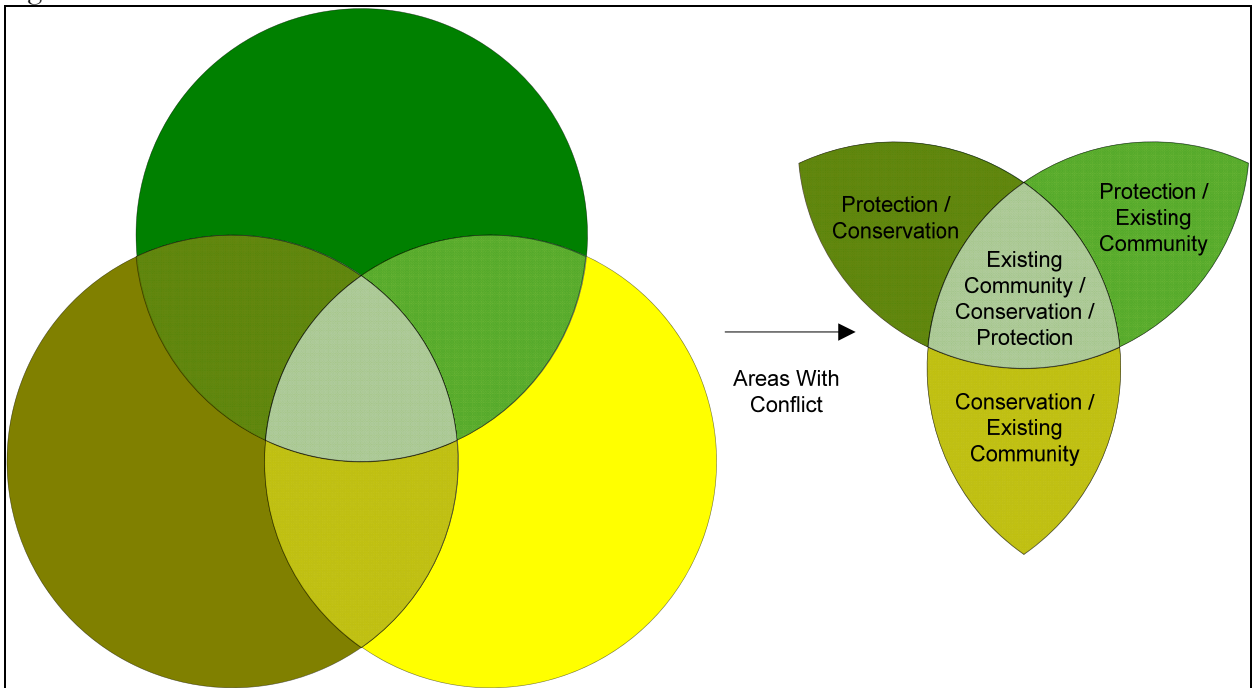 Protection /
Conservation
Protection /
Existing
Community
Existing
Community /
Conservation /
Protection
Areas With
Conflict
Conservation /
Existing
Community